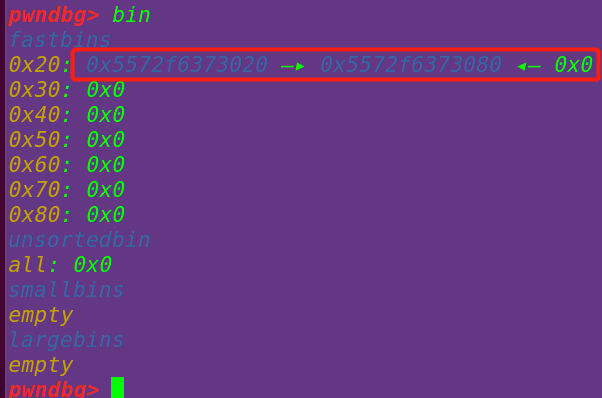 pwndbg> bin
fastbins
0x20: 0x5572f6373020 —▸ 0x5572f6373080 ◂— 0x0
0x30: 0x0
0x40: 0x0
0x50: 0x0
0x60: 0x0
0x70: 0x0
0x80: 0x0
unsortedbin
all: 0x0
smallbins
empty
largebins
empty
pwndbg>